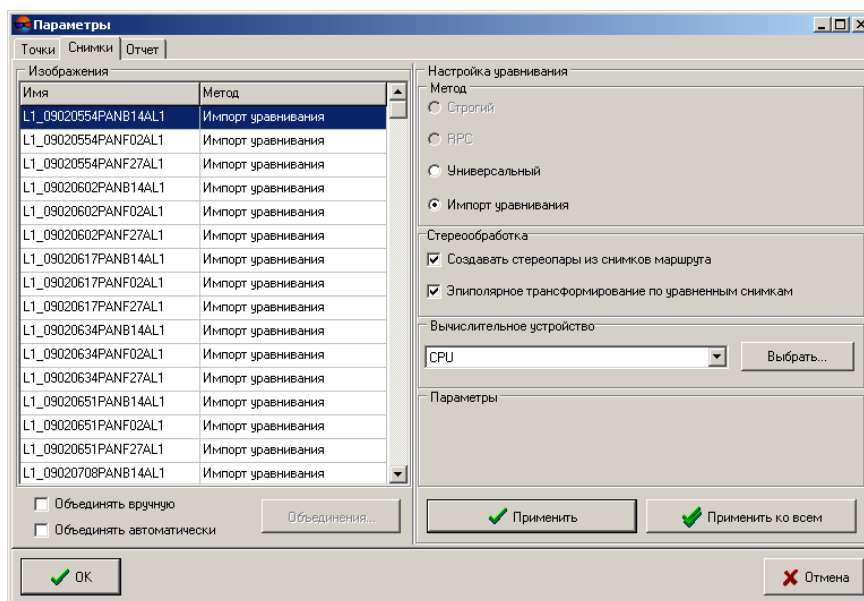 Параметры
Точки Снимки Отчет
Изображения
Имя Метод
L1_09020554PANB14AL1 Импорт уравнивания
L1_09020554PANF02AL1 Импорт уравнивания
L1_09020554PANF27AL1 Импорт уравнивания
L1_09020602PANB14AL1 Импорт уравнивания
L1_09020602PANF02AL1 Импорт уравнивания
L1_09020602PANF27AL1 Импорт уравнивания
L1_09020617PANB14AL1 Импорт уравнивания
L1_09020617PANF02AL1 Импорт уравнивания
L1_09020617PANF27AL1 Импорт уравнивания
L1_09020634PANB14AL1 Импорт уравнивания
L1_09020634PANF02AL1 Импорт уравнивания
L1_09020634PANF27AL1 Импорт уравнивания
L1_09020651PANB14AL1 Импорт уравнивания
L1_09020651PANF02AL1 Импорт уравнивания
L1_09020651PANF27AL1 Импорт уравнивания
L1_09020708PANB14AL1 Импорт уравнивания
Объединять вручную
Объединять автоматически
Объединения...
Настройка уравнивания
Метод
Строгий
RPC
Универсальный
Импорт уравнивания
Стереообработка
Создавать стереопары из снимков маршрута
Эпиполярное трансформирование по уравненным снимкам
Вычислительное устройство
CPU Выбрать...
Параметры
Применить Применить ко всем
OK Отмена